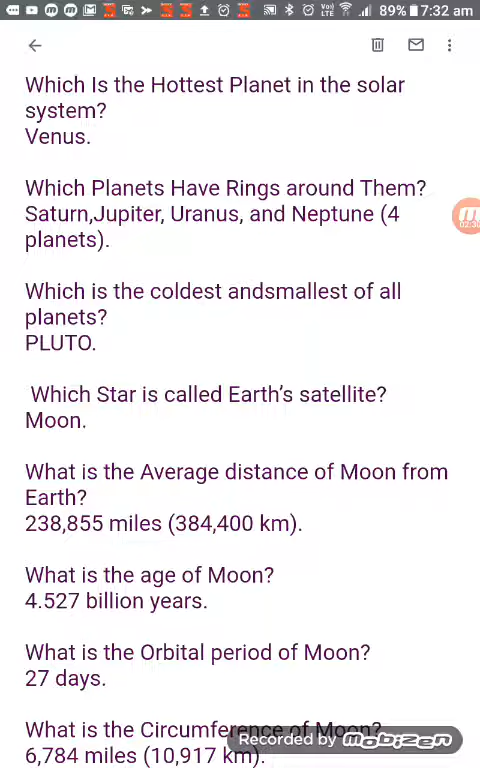 89% 7:32 am
Which Is the Hottest Planet in the solar
system?
Venus.
Which Planets Have Rings around Them?
Saturn,Jupiter, Uranus, and Neptune (4
planets).
Which is the coldest andsmallest of all
planets?
PLUTO.
Which Star is called Earth’s satellite?
Moon.
What is the Average distance of Moon from
Earth?
238,855 miles (384,400 km).
What is the age of Moon?
4.527 billion years.
What is the Orbital period of Moon?
27 days.
What is the Circumference of Moon?
Recorded by mobizen
6,784 miles (10,917 km).